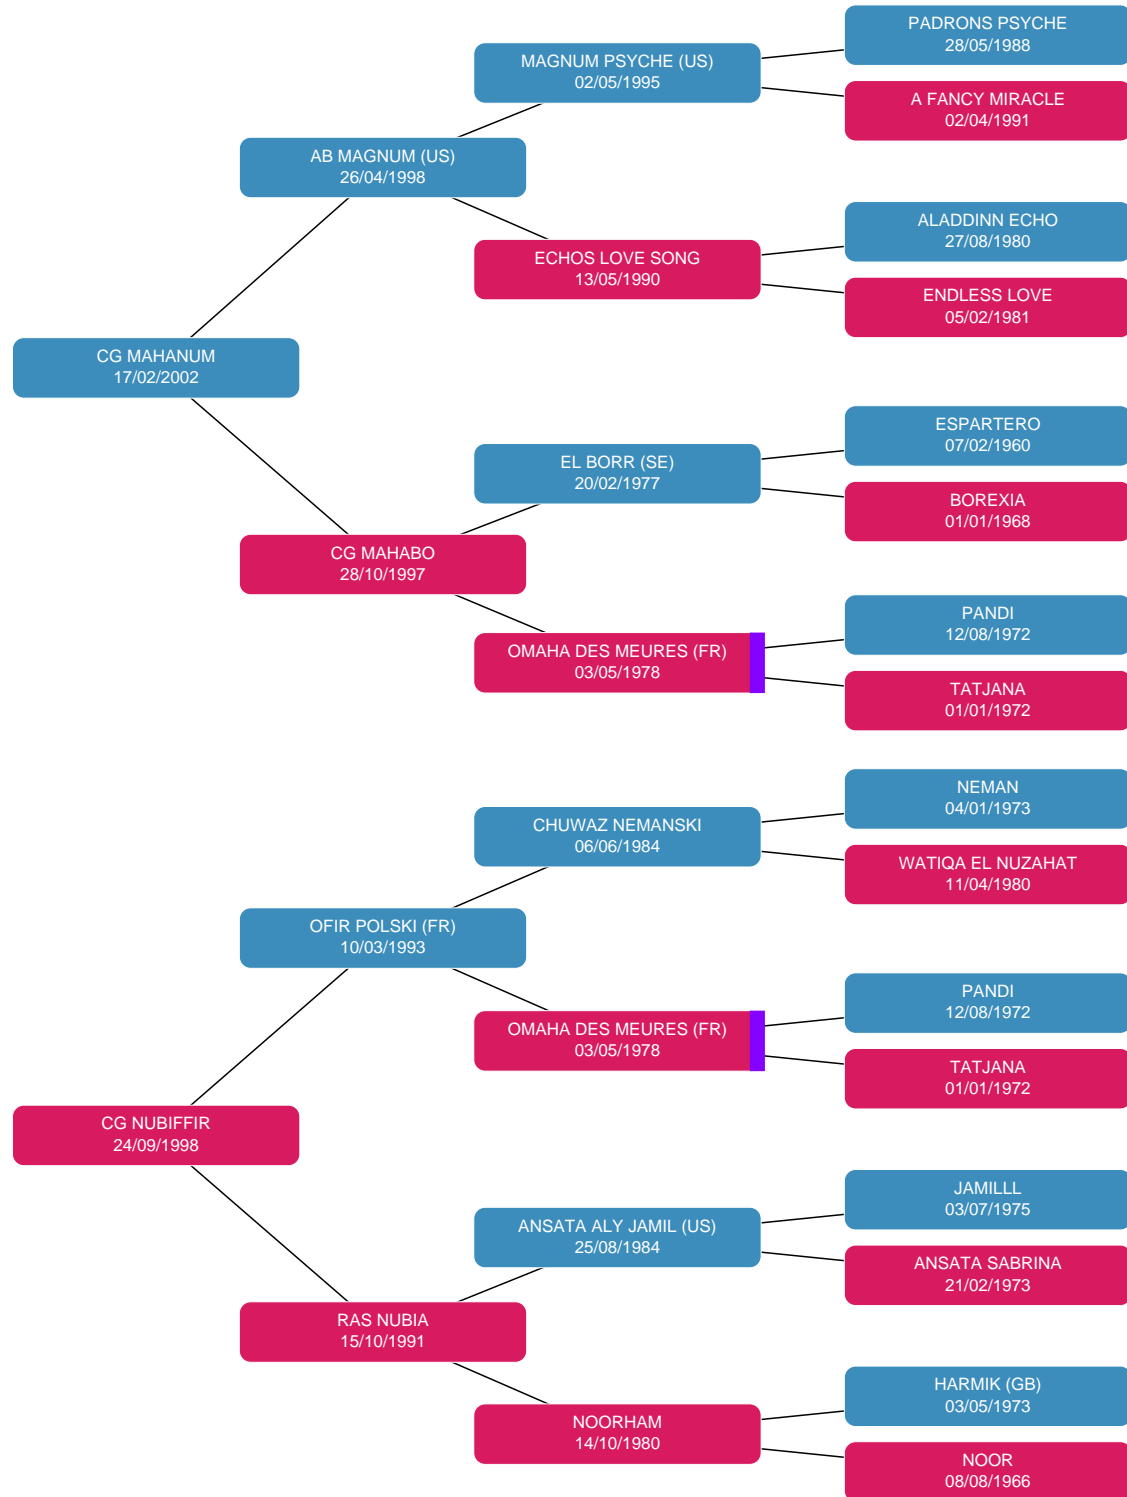 PADRONS PSYCHE
28/05/1988
MAGNUM PSYCHE (US)
02/05/1995
A FANCY MIRACLE
02/04/1991
AB MAGNUM (US)
26/04/1998
ALADDINN ECHO
27/08/1980
ECHOS LOVE SONG
13/05/1990
ENDLESS LOVE
05/02/1981
CG MAHANUM
17/02/2002
ESPARTERO
07/02/1960
EL BORR (SE)
20/02/1977
BOREXIA
01/01/1968
CG MAHABO
28/10/1997
PANDI
12/08/1972
OMAHA DES MEURES (FR)
03/05/1978
TATJANA
01/01/1972
NEMAN
04/01/1973
CHUWAZ NEMANSKI
06/06/1984
WATIQA EL NUZAHAT
11/04/1980
OFIR POLSKI (FR)
10/03/1993
PANDI
12/08/1972
OMAHA DES MEURES (FR)
03/05/1978
TATJANA
01/01/1972
CG NUBIFFIR
24/09/1998
JAMILLL
03/07/1975
ANSATA ALY JAMIL (US)
25/08/1984
ANSATA SABRINA
21/02/1973
RAS NUBIA
15/10/1991
HARMIK (GB)
03/05/1973
NOORHAM
14/10/1980
NOOR
08/08/1966